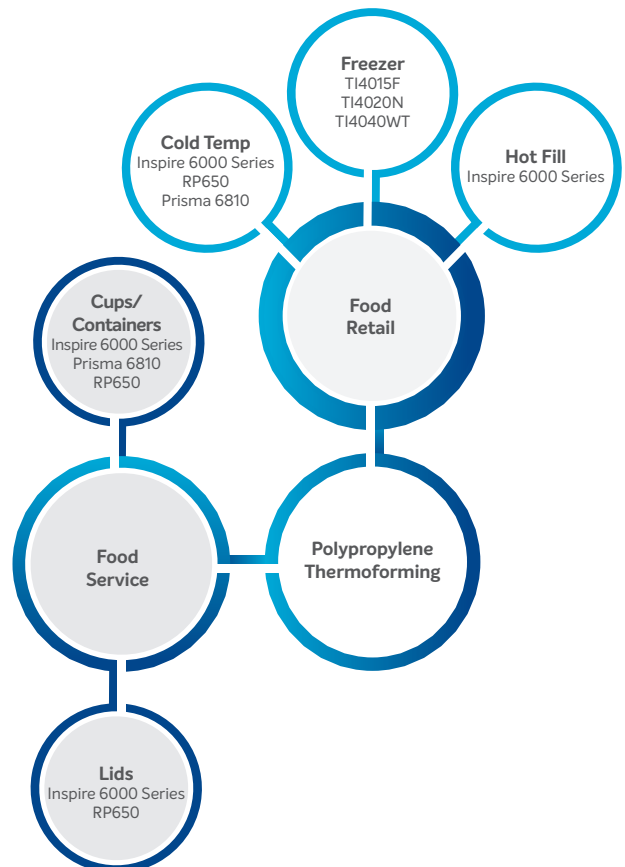 Freezer
TI4015F
TI4020N
TI4040WT
Cold Temp
Inspire 6000 Series
RP650
Prisma 6810
Hot Fill
Inspire 6000 Series
Food
Retail
Cups/
Containers
Inspire 6000 Series
Prisma 6810
RP650
Food
Service
Polypropylene
Thermoforming
Lids
Inspire 6000 Series
RP650